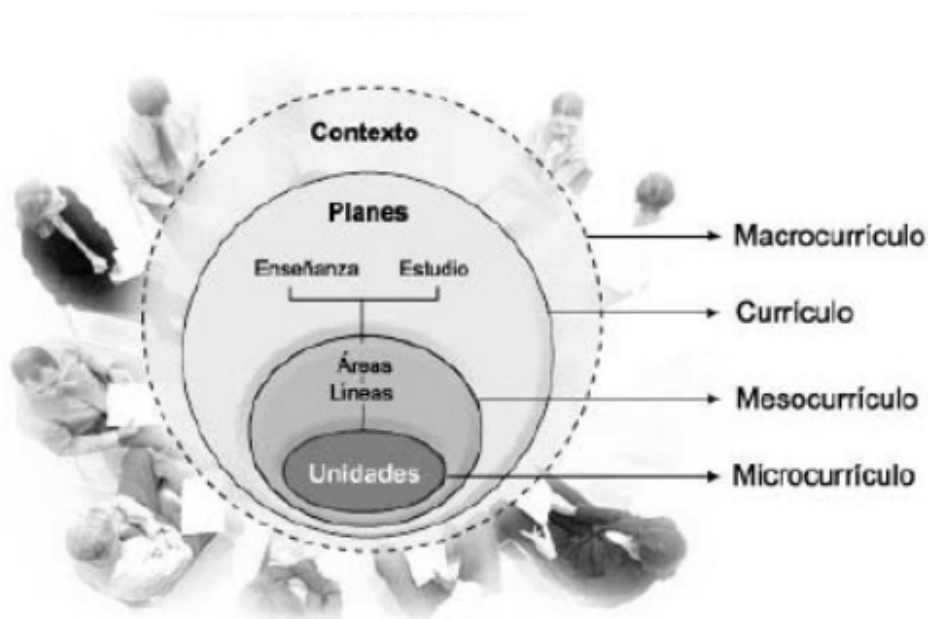 Contexto
Planes
Enseñanza Estudio
Áreas
Líneas
Unidades
Macrocurrículo
Currículo
Mesocurrículo
Microcurrículo